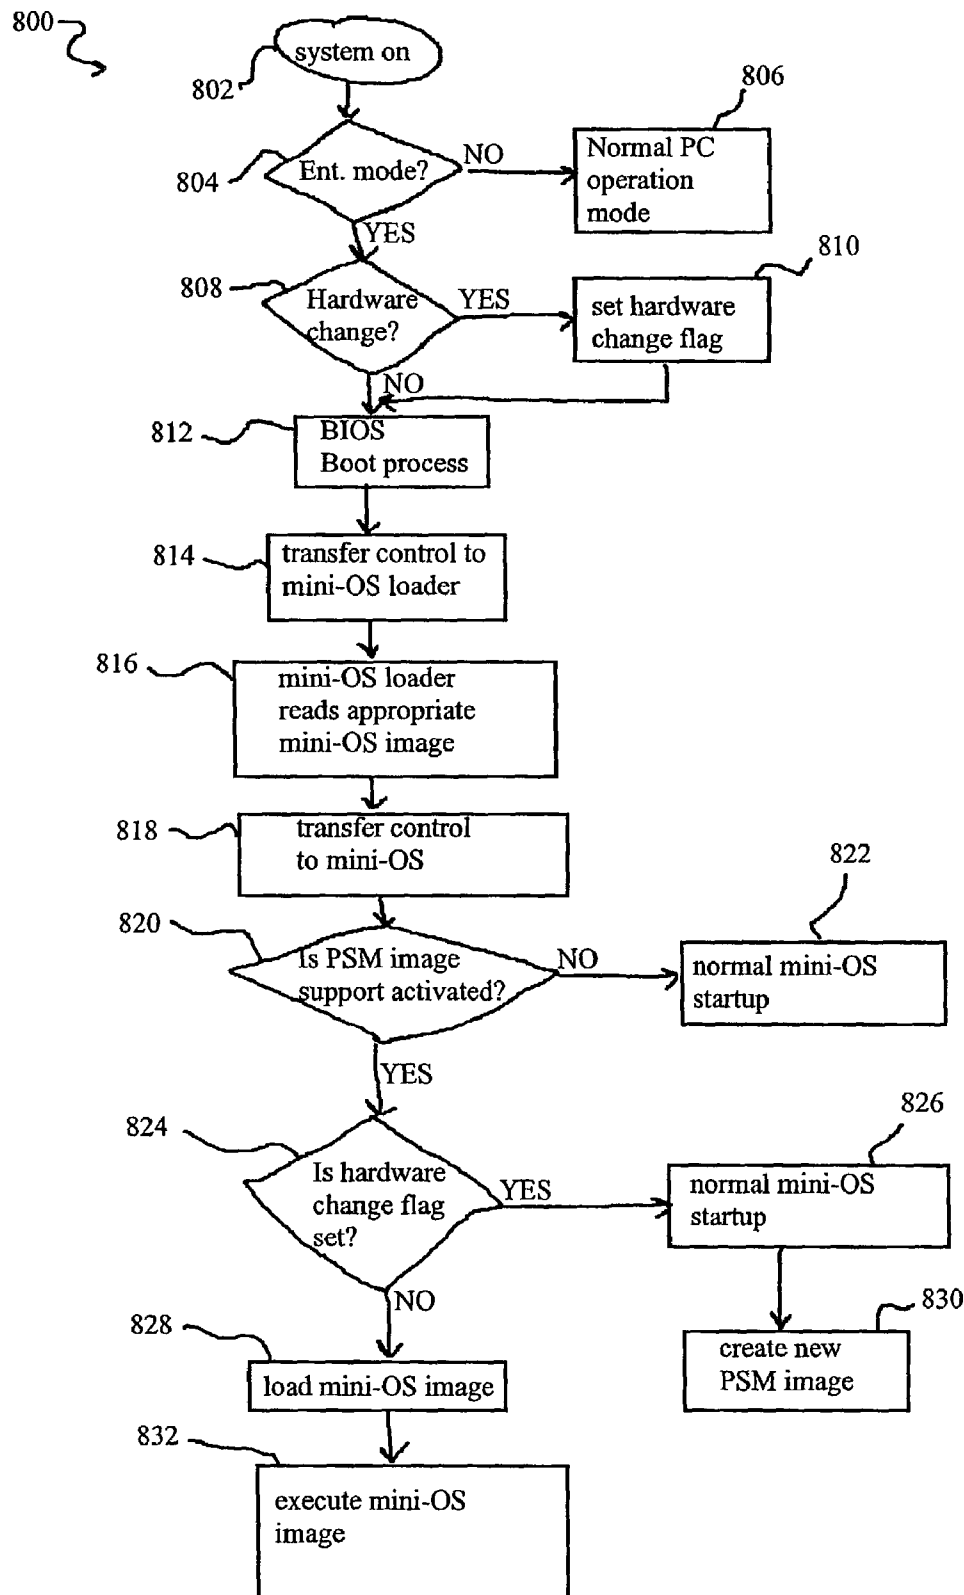 800
system on
802
806
804
Ent. mode?
NO
Normal PC
operation
mode
YES
810
808
Hardware
change?
YES
set hardware
change flag
NO
812
BIOS
Boot process
814
transfer control to
mini-OS loader
816
mini-OS loader
reads appropriate
mini-OS image
818
transfer control
to mini-OS
822
820
Is PSM image
support activated?
NO
normal mini-OS
startup
YES
826
824
Is hardware
change flag
set?
YES
normal mini-OS
startup
NO
830
828
load mini-OS image
create new
PSM image
832
execute mini-OS
image